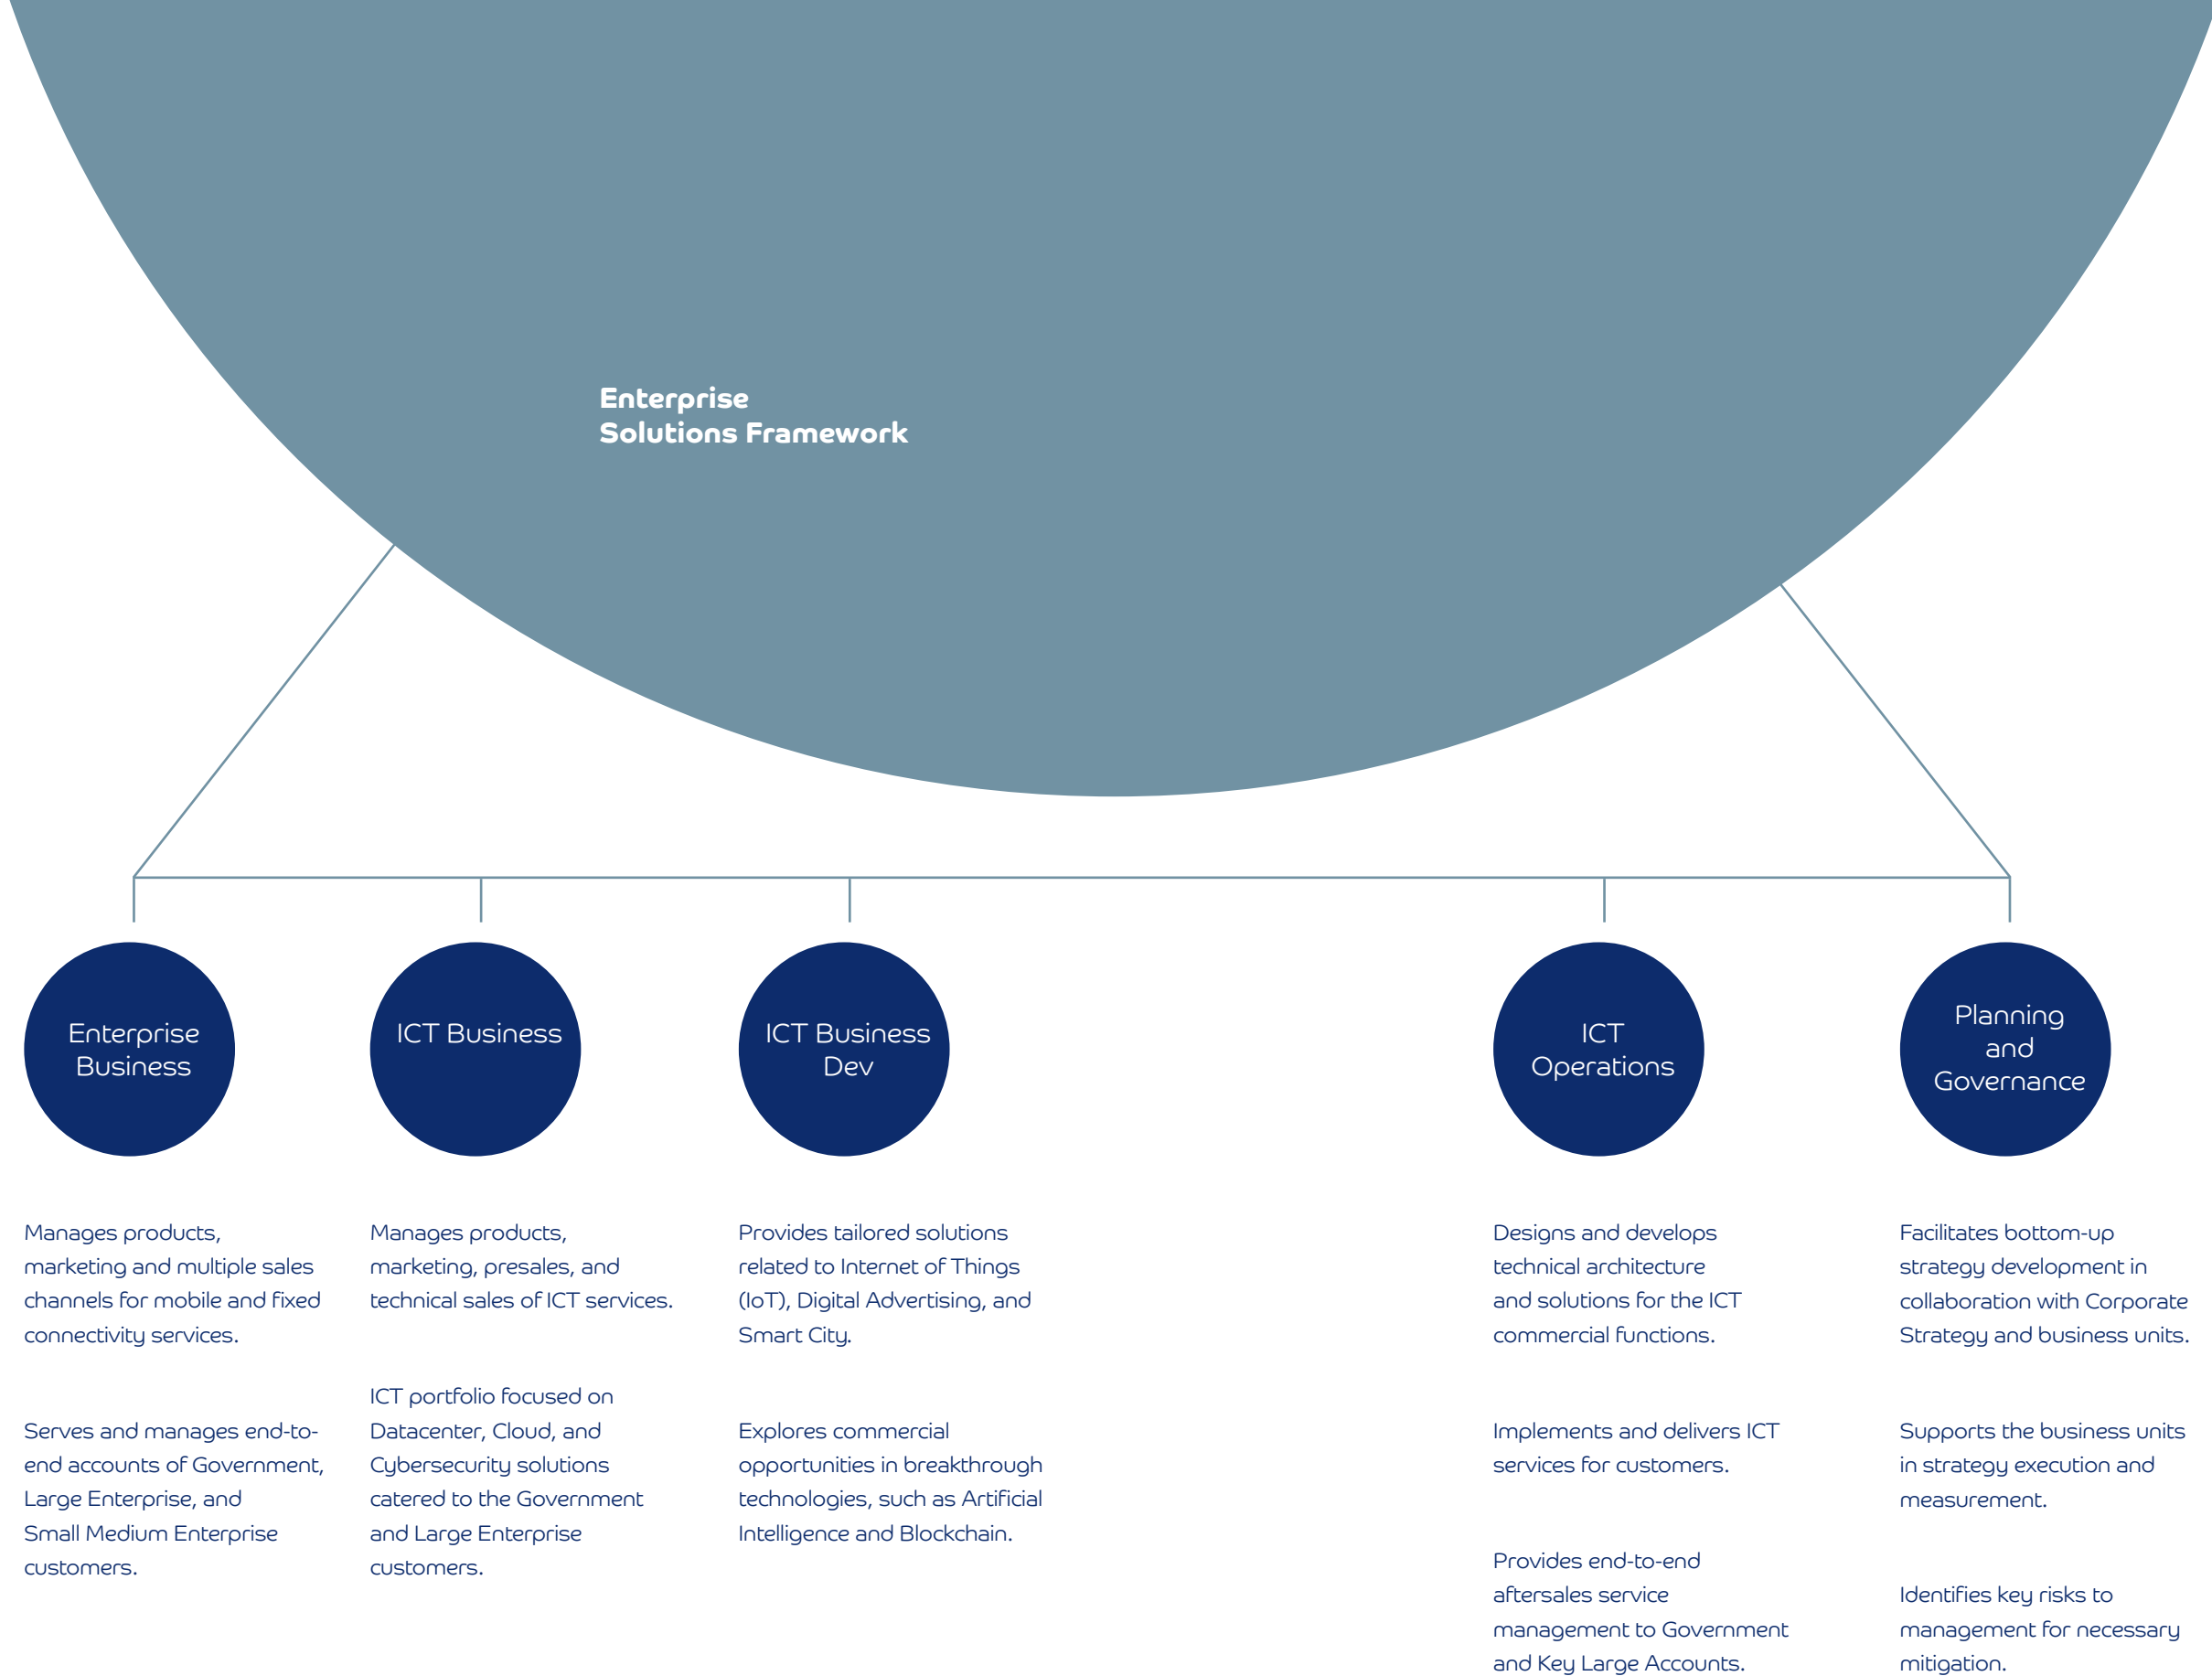 Enterprise
Solutions Framework
Enterprise
Business
ICT Business
ICT Business
Dev
ICT
Operations
Planning
and
Governance
Manages products,
marketing and multiple sales
channels for mobile and fixed
connectivity services.
Serves and manages end-to-
end accounts of Government,
Large Enterprise, and
Small Medium Enterprise
customers.
Manages products,
marketing, presales, and
technical sales of ICT services.
ICT portfolio focused on
Datacenter, Cloud, and
Cybersecurity solutions
catered to the Government
and Large Enterprise
customers.
Provides tailored solutions
related to Internet of Things
(IoT), Digital Advertising, and
Smart City.
Explores commercial
opportunities in breakthrough
technologies, such as Artificial
Intelligence and Blockchain.
Designs and develops
technical architecture
and solutions for the ICT
commercial functions.
Implements and delivers ICT
services for customers.
Provides end-to-end
aftersales service
management to Government
and Key Large Accounts.
Facilitates bottom-up
strategy development in
collaboration with Corporate
Strategy and business units.
Supports the business units
in strategy execution and
measurement.
Identifies key risks to
management for necessary
mitigation.